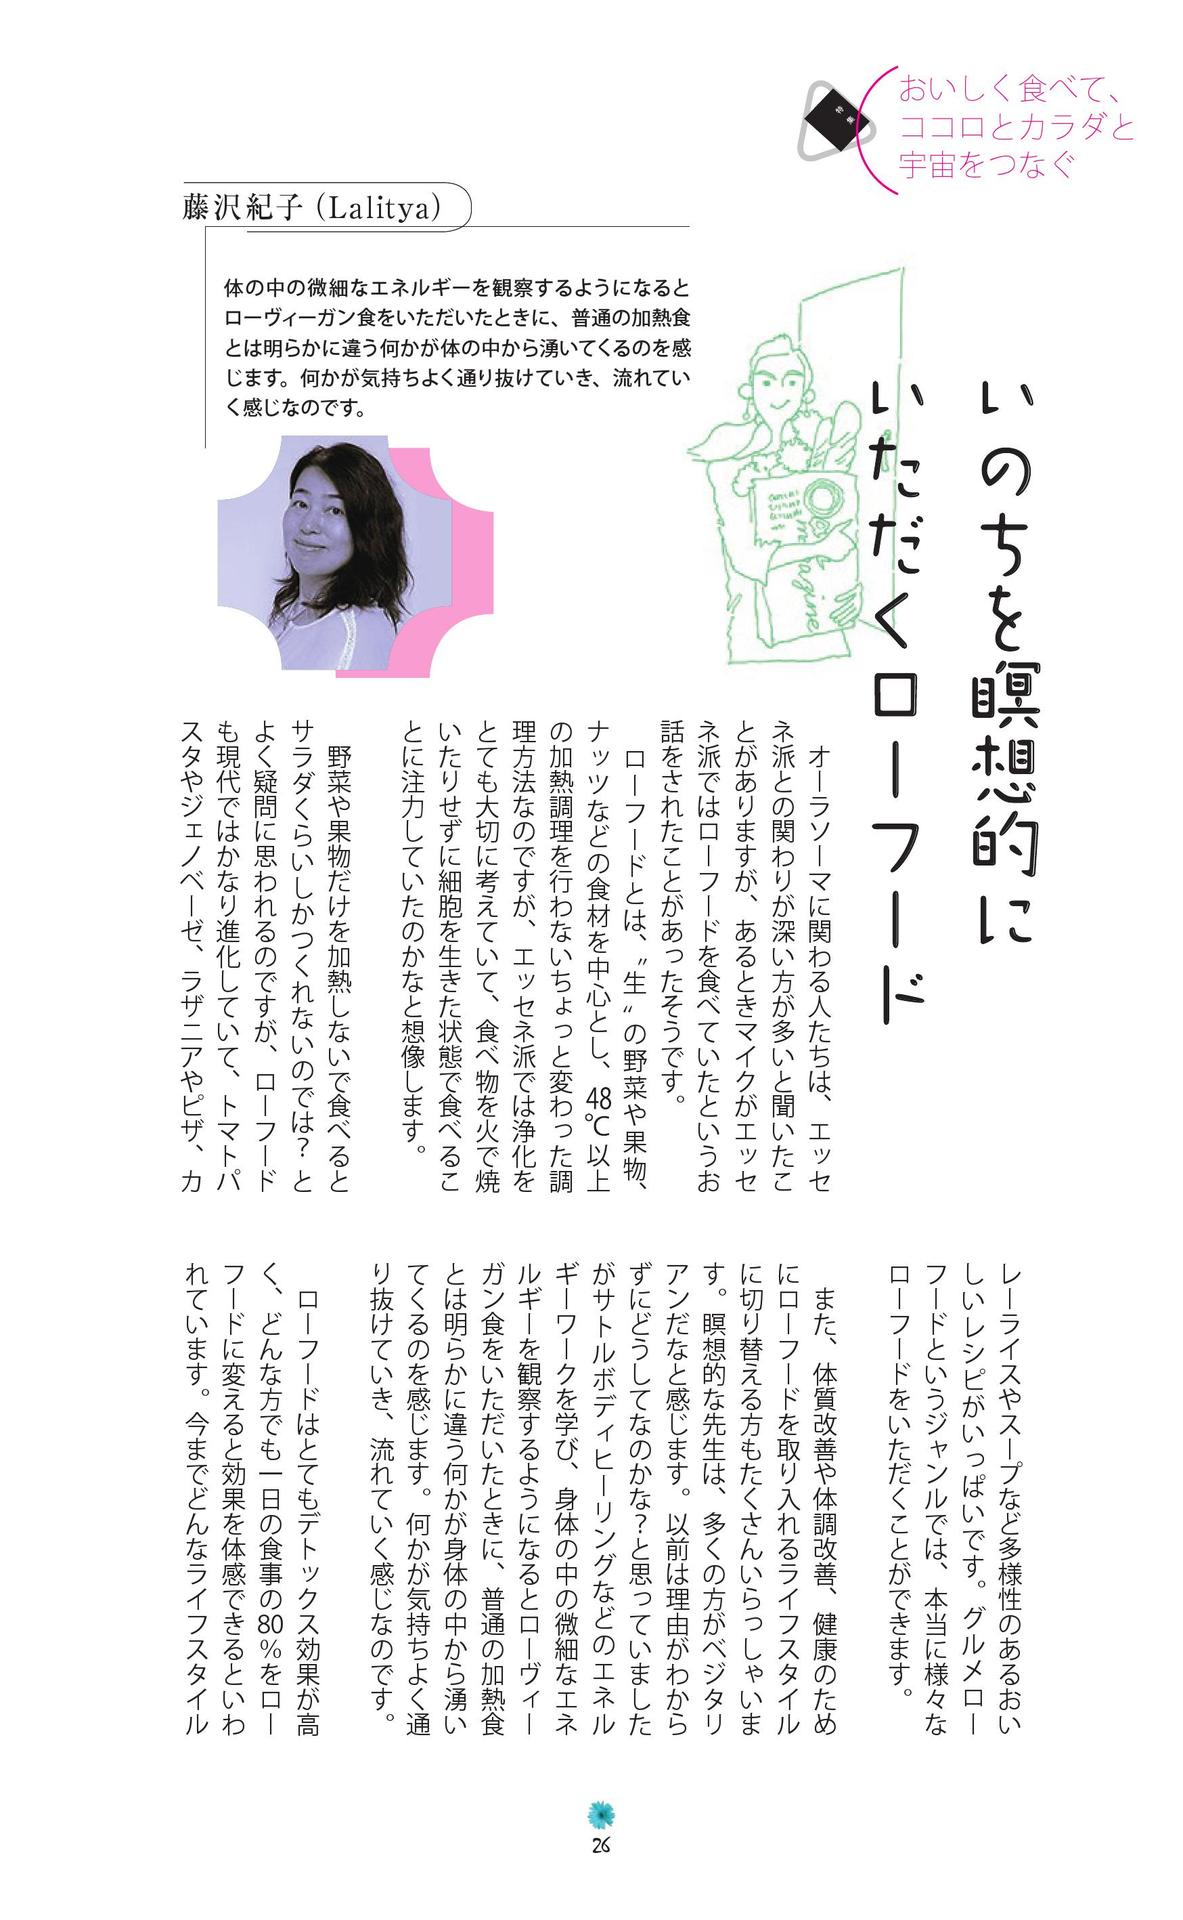 特集
おいしく食べて、
ココロとカラダと
宇宙をつなぐ
いのちを瞑想的に
いただくローフード
藤沢紀子（Lalitya）
体の中の微細なエネルギーを観察するようになると
ローヴィーガン食をいただいたときに、普通の加熱食
とは明らかに違う何かが体の中から湧いてくるのを感
じます。何かが気持ちよく通り抜けていき、流れてい
く感じなのです。
オーラソーマに関わる人たちは、エッセ
ネ派との関わりが深い方が多いと聞いたこ
とがありますが、あるときマイクがエッセ
ネ派ではローフードを食べていたというお
話をされたことがあったそうです。
ローフードとは、〝生〟の野菜や果物、
ナッツなどの食材を中心とし、48℃以上
の加熱調理を行わないちょっと変わった調
理方法なのですが、エッセネ派では浄化を
とても大切に考えていて、食べ物を火で焼
いたりせずに細胞を生きた状態で食べるこ
とに注力していたのかなと想像します。
野菜や果物だけを加熱しないで食べると
サラダくらいしかつくれないのでは？と
よく疑問に思われるのですが、ローフード
も現代ではかなり進化していて、トマトパ
スタやジェノベーゼ、ラザニアやピザ、カ
レーライスやスープなど多様性のあるおい
しいレシピがいっぱいです。グルメロー
フードというジャンルでは、本当に様々な
ローフードをいただくことができます。
また、体質改善や体調改善、健康のため
にローフードを取り入れるライフスタイル
に切り替える方もたくさんいらっしゃいま
す。瞑想的な先生は、多くの方がベジタリ
アンだなと感じます。以前は理由がわから
ずにどうしてなのかな？と思っていました
がサトルボディヒーリングなどのエネル
ギーワークを学び、身体の中の微細なエネ
ルギーを観察するようになるとローヴィー
ガン食をいただいたときに、普通の加熱食
とは明らかに違う何かが身体の中から湧い
てくるのを感じます。何かが気持ちよく通
り抜けていき、流れていく感じなのです。
ローフードはとてもデトックス効果が高
く、どんな方でも一日の食事の80％をロー
フードに変えると効果を体感できるといわ
れています。今までどんなライフスタイル
26